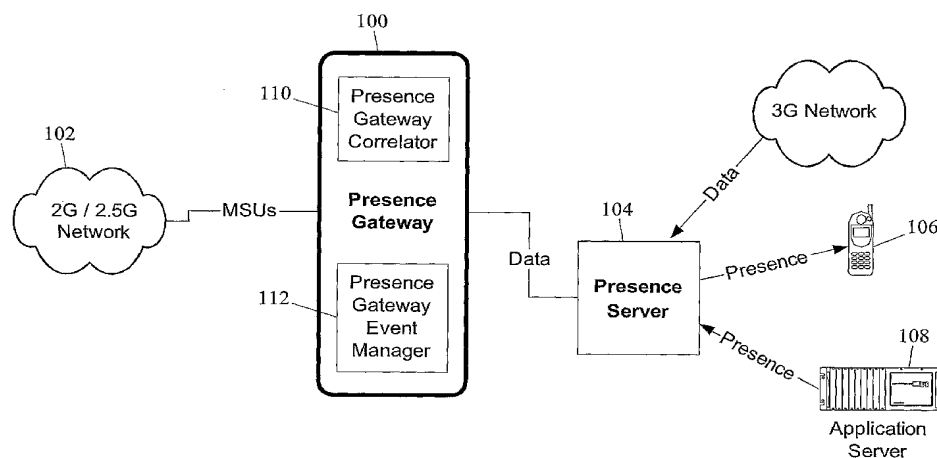 100
110
Presence
Gateway
Correlator
102
2G / 2.5G
Network
MSUs
Presence
Gateway
112
Presence
Gateway
Event
Manager
Data
104
Presence
Server
3G Network
Data
Presence
106
Presence
108
Application
Server